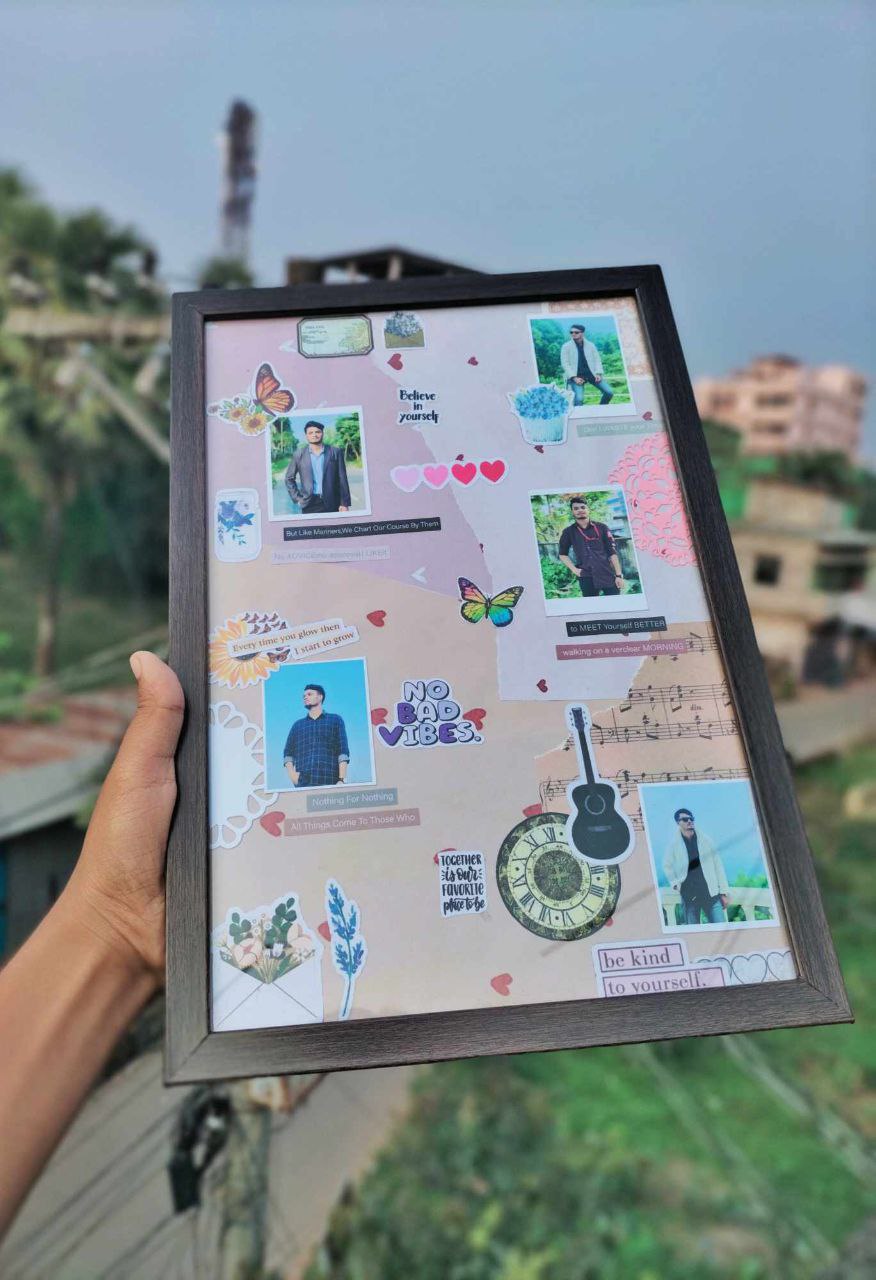 Believe
in
yourself
But Like Mariners,We Chart Our Course By Them
to MEET Yourself BETTER
walking on a verclear MORNING
Every time you glow then
I start to grow
NO
BAD
VIBES.
Nothing For Nothing
All Things Come To Those Who
TOGETHER
is our
FAVORITE
place to be
be kind
to yourself.